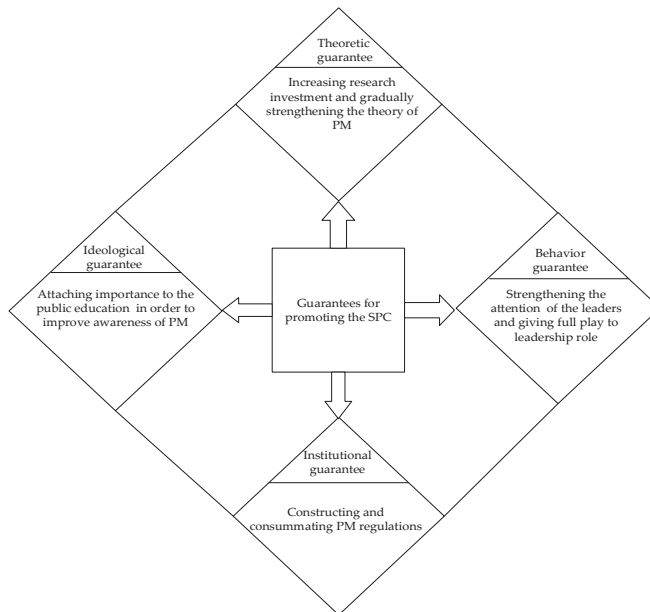 Theoretic
guarantee
Increasing research
investment and gradually
strengthening the theory of
PM
Ideological
guarantee
Attaching importance to the
public education in order to
improve awareness of PM
Guarantees for
promoting the SPC
Behavior
guarantee
Strengthening the
attention of the leaders
and giving full play to
leadership role
Institutional
guarantee
Constructing and
consummating PM regulations